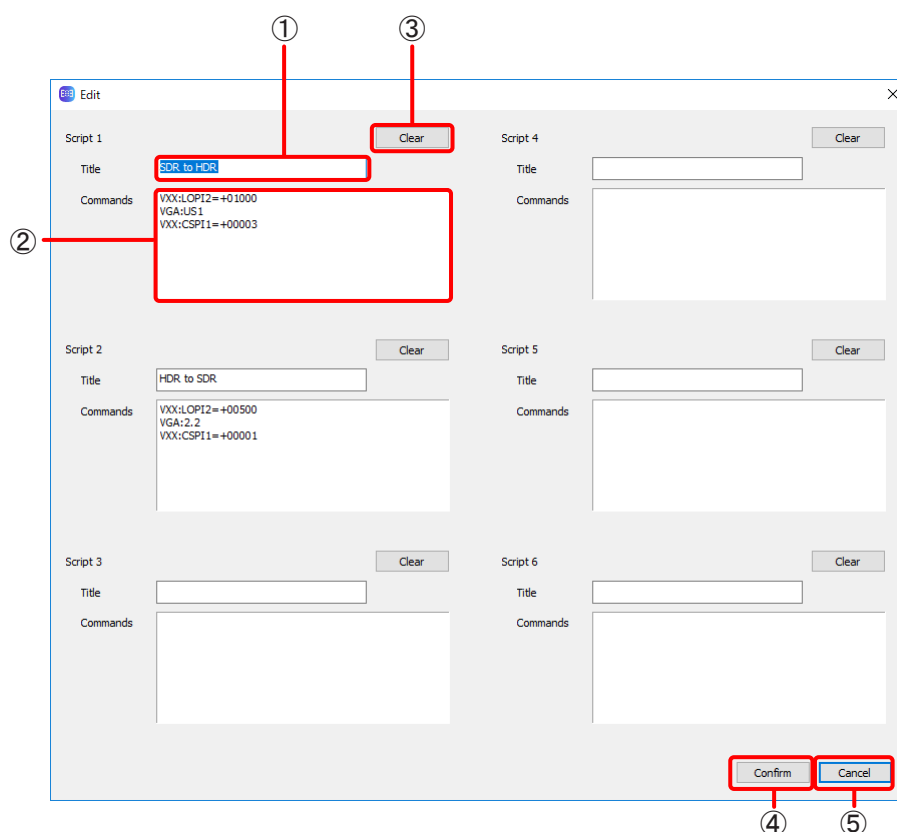 ① ③
Edit
Script 1 Clear
Title SDR to HDR
Commands VXX:LOPI2=+01000
VGA:US1
VXX:CSPI1=+00003
②
Script 4 Clear
Title
Commands
Script 2 Clear
Title HDR to SDR
Commands VXX:LOPI2=+00500
VGA:2.2
VXX:CSPI1=+00001
Script 5 Clear
Title
Commands
Script 3 Clear
Title
Commands
Script 6 Clear
Title
Commands
Confirm Cancel
④ ⑤